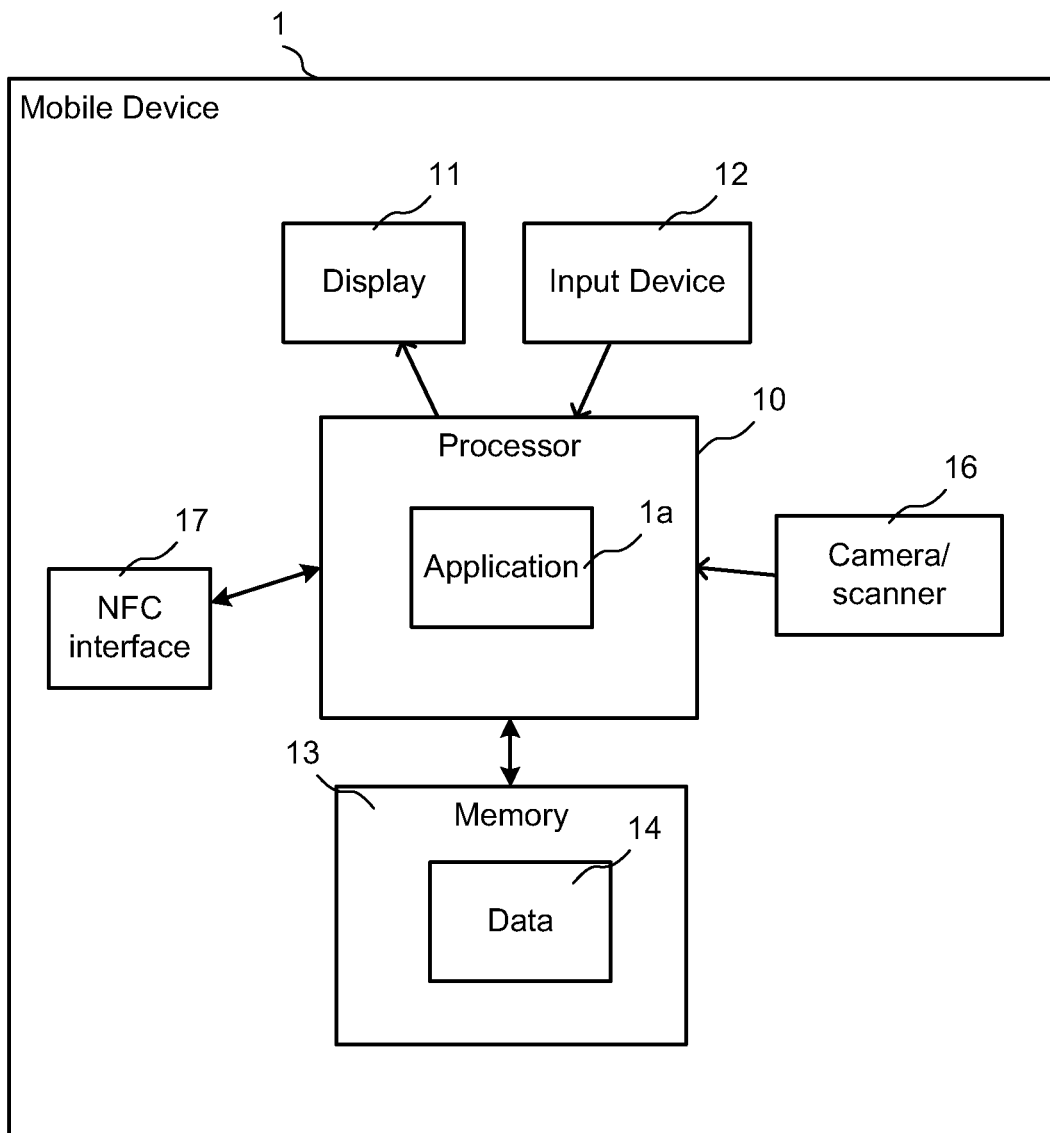 1
Mobile Device
11
12
Display
Input Device
10
Processor
16
17
1a
Application
Camera/
scanner
NFC
interface
13
Memory
14
Data